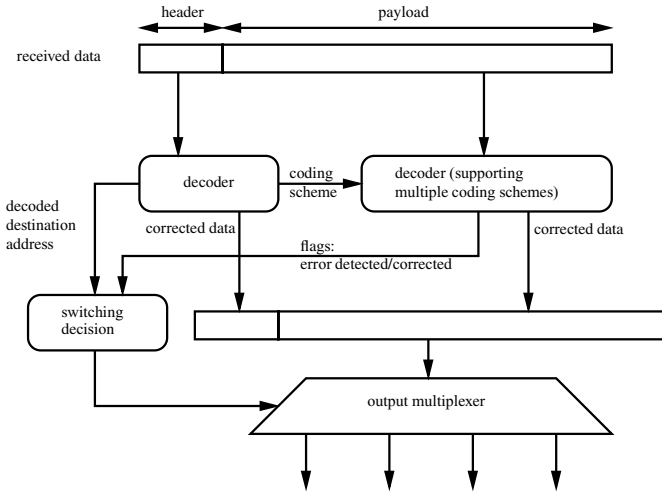 header
payload
received data
decoder
coding
scheme
decoder (supporting
multiple coding schemes)
decoded
destination
address
corrected data
flags:
error detected/corrected
corrected data
switching
decision
output multiplexer